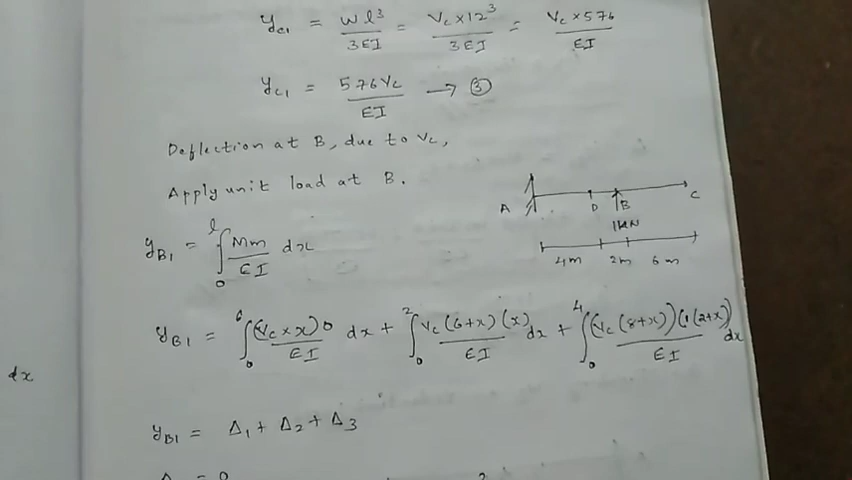 y_C1 = Wl³/3EI = V_C×12³/3EI = V_C×576/EI
y_C1 = 576V_C/EI → ③
Deflection at B, due to V_C,
Apply unit load at B.
A D B C
1kN
4m 2m 6m
y_B1 = ∫₀^l Mm/EI dx
y_B1 = ∫₀^6 (V_C×x)0/EI dx + ∫₀^2 V_C(6+x)(x)/EI dx + ∫₀^4 (V_C(8+x))(1(2+x))/EI dx
dx
y_B1 = Δ₁ + Δ₂ + Δ₃